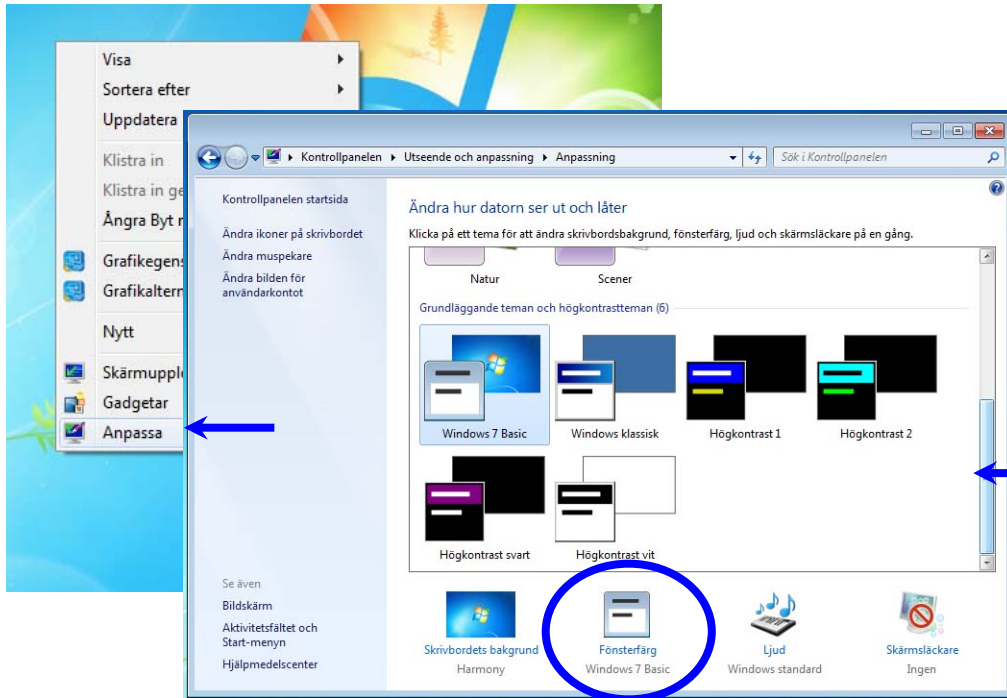 Visa
Sortera efter
Uppdatera
Klistra in
Klistra in ge
Ångra Byt
Grafikegens
Grafikaltern
Nytt
Skärmupplö
Gadgetar
Anpassa
Kontrollpanelen Utseende och anpassning Anpassning
Sök i Kontrollpanelen
Kontrollpanelen startsida
Ändra ikoner på skrivbordet
Ändra muspekare
Ändra bilden för
användarkontot
Se även
Bildskärm
Aktivitetsfältet och
Start-menyn
Hjälpmedelscenter
Ändra hur datorn ser ut och låter
Klicka på ett tema för att ändra skrivbordsbakgrund, fönsterfärg, ljud och skärmsläckare på en gång.
Natur Scener
Grundläggande teman och högkontrastteman (6)
Windows 7 Basic Windows klassisk Högkontrast 1 Högkontrast 2
Högkontrast svart Högkontrast vit
Skrivbordets bakgrund Fönsterfärg Ljud Skärmsläckare
Harmony Windows 7 Basic Windows standard Ingen